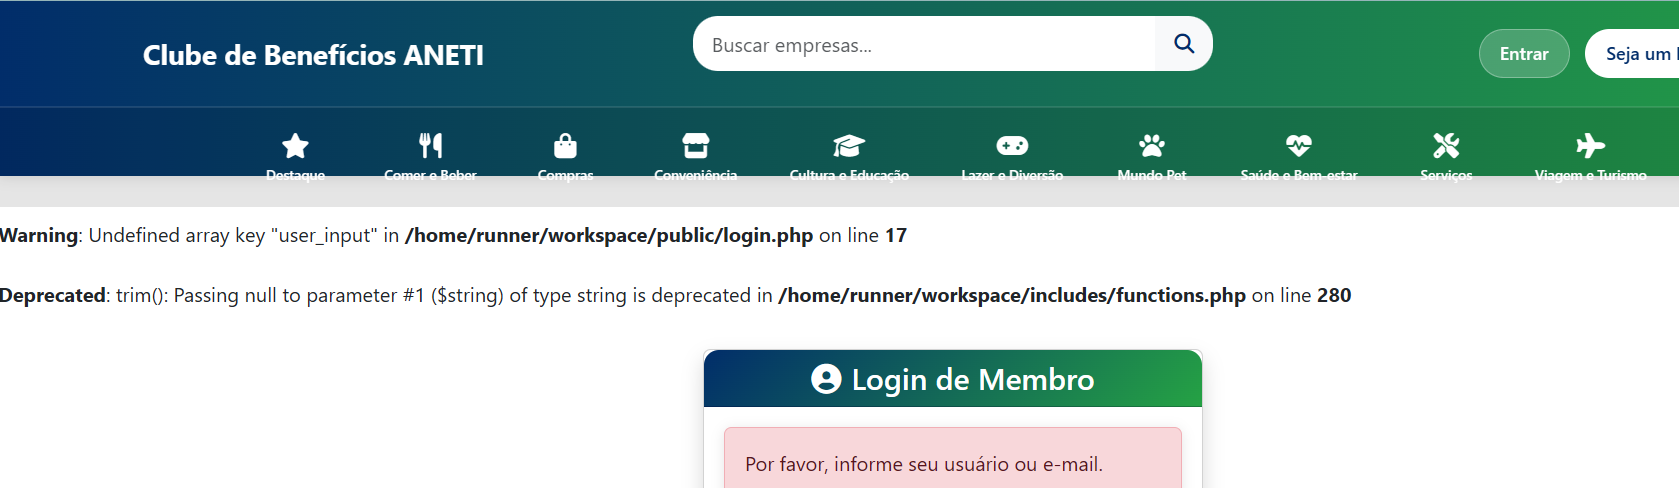 Clube de Benefícios ANETI
Buscar empresas...
Entrar
Seja um
Destaque
Comer e Beber
Compras
Conveniência
Cultura e Educação
Lazer e Diversão
Mundo Pet
Saúde e Bem-estar
Serviços
Viagem e Turismo
Warning: Undefined array key "user_input" in /home/runner/workspace/public/login.php on line 17
Deprecated: trim(): Passing null to parameter #1 ($string) of type string is deprecated in /home/runner/workspace/includes/functions.php on line 280
Login de Membro
Por favor, informe seu usuário ou e-mail.